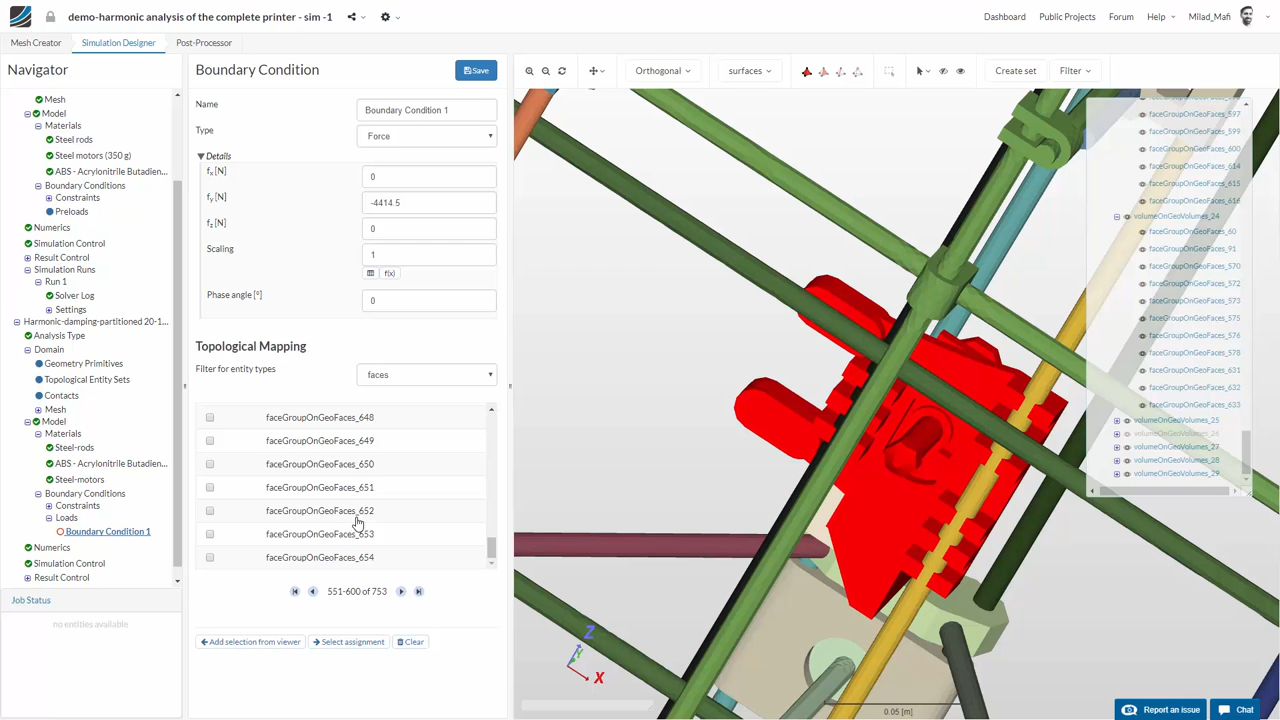 demo-harmonic analysis of the complete printer - sim -1
Dashboard
Public Projects
Forum
Help
Milad_Mafi
Mesh Creator
Simulation Designer
Post-Processor
Navigator
Mesh
Model
Materials
Steel rods
Steel motors (350 g)
ABS - Acrylonitrile Butadien...
Boundary Conditions
Constraints
Preloads
Numerics
Simulation Control
Result Control
Simulation Runs
Run 1
Solver Log
Settings
Harmonic-damping-partitioned 20-1...
Analysis Type
Domain
Geometry Primitives
Topological Entity Sets
Contacts
Mesh
Model
Materials
Steel-rods
ABS - Acrylonitrile Butadien...
Steel-motors
Boundary Conditions
Constraints
Loads
Boundary Condition 1
Numerics
Simulation Control
Result Control
Job Status
no entities available
Boundary Condition
Save
Name
Boundary Condition 1
Type
Force
Details
fx [N]
0
fy [N]
-4414.5
fz [N]
0
Scaling
1
f(x)
Phase angle [°]
0
Topological Mapping
Filter for entity types
faces
faceGroupOnGeoFaces_648
faceGroupOnGeoFaces_649
faceGroupOnGeoFaces_650
faceGroupOnGeoFaces_651
faceGroupOnGeoFaces_652
faceGroupOnGeoFaces_653
faceGroupOnGeoFaces_654
551-600 of 753
Add selection from viewer
Select assignment
Clear
Orthogonal
surfaces
Create set
Filter
faceGroupOnGeoFaces_597
faceGroupOnGeoFaces_599
faceGroupOnGeoFaces_600
faceGroupOnGeoFaces_614
faceGroupOnGeoFaces_615
faceGroupOnGeoFaces_616
volumeOnGeoVolumes_24
faceGroupOnGeoFaces_60
faceGroupOnGeoFaces_91
faceGroupOnGeoFaces_570
faceGroupOnGeoFaces_572
faceGroupOnGeoFaces_573
faceGroupOnGeoFaces_575
faceGroupOnGeoFaces_576
faceGroupOnGeoFaces_578
faceGroupOnGeoFaces_631
faceGroupOnGeoFaces_632
faceGroupOnGeoFaces_633
volumeOnGeoVolumes_25
volumeOnGeoVolumes_26
volumeOnGeoVolumes_27
volumeOnGeoVolumes_28
volumeOnGeoVolumes_29
Z
X
0.05 [m]
Report an issue
Chat